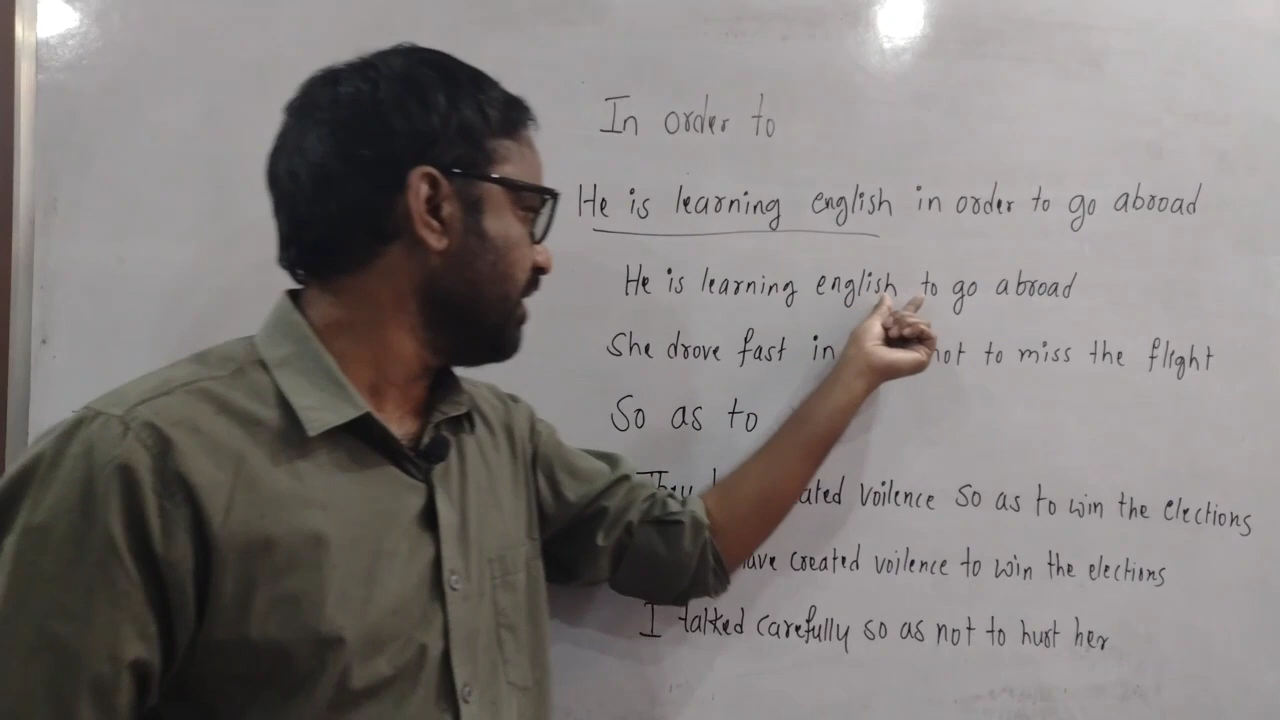 In order to
He is learning english in order to go abroad
He is learning english to go abroad
She drove fast in not to miss the flight
So as to
They voilence so as to win the elections
have created voilence to win the elections
I talked carefully so as not to hurt her